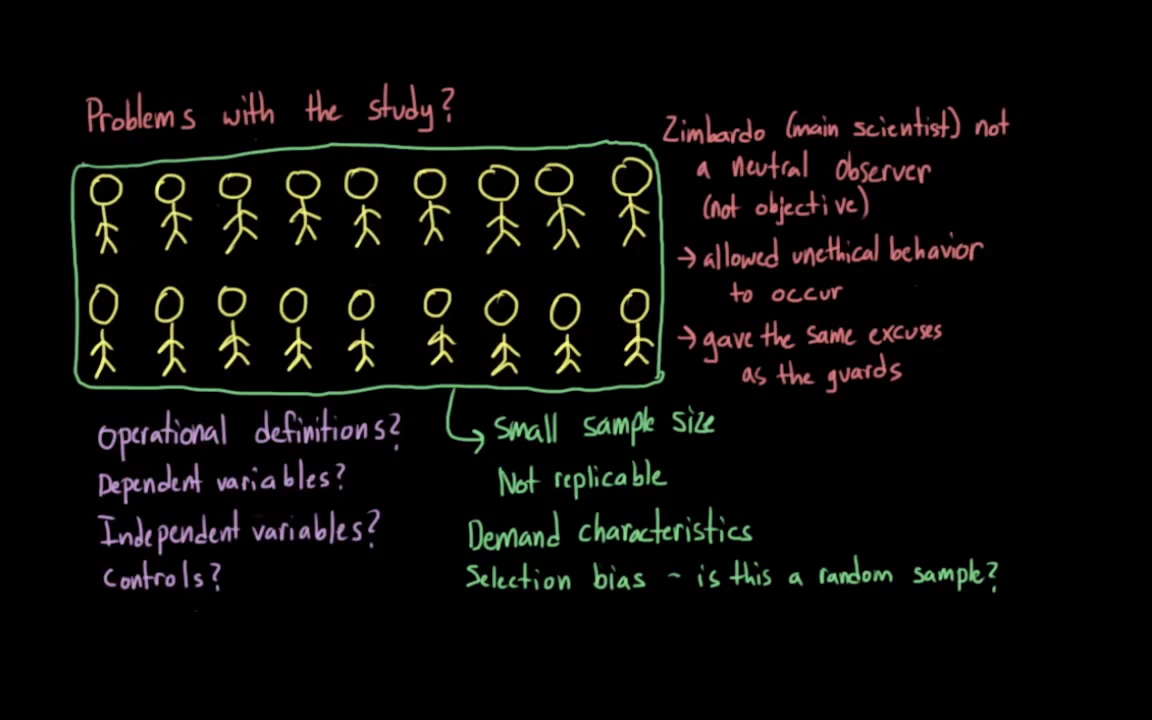 Problems with the study?
Zimbardo (main scientist) not
a neutral observer
(not objective)
→ allowed unethical behavior
to occur
→ gave the same excuses
as the guards
Operational definitions?
Dependent variables?
Independent variables?
Controls?
Small sample size
Not replicable
Demand characteristics
Selection bias - is this a random sample?